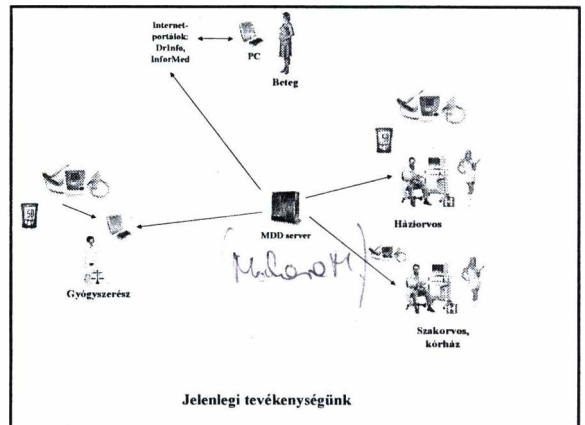 Internet-
portálok:
DrInfo,
InforMed
PC
Beteg
Háziorvos
MDD server
Gyógyszerész
Szakorvos,
kórház
Jelenlegi tevékenységünk